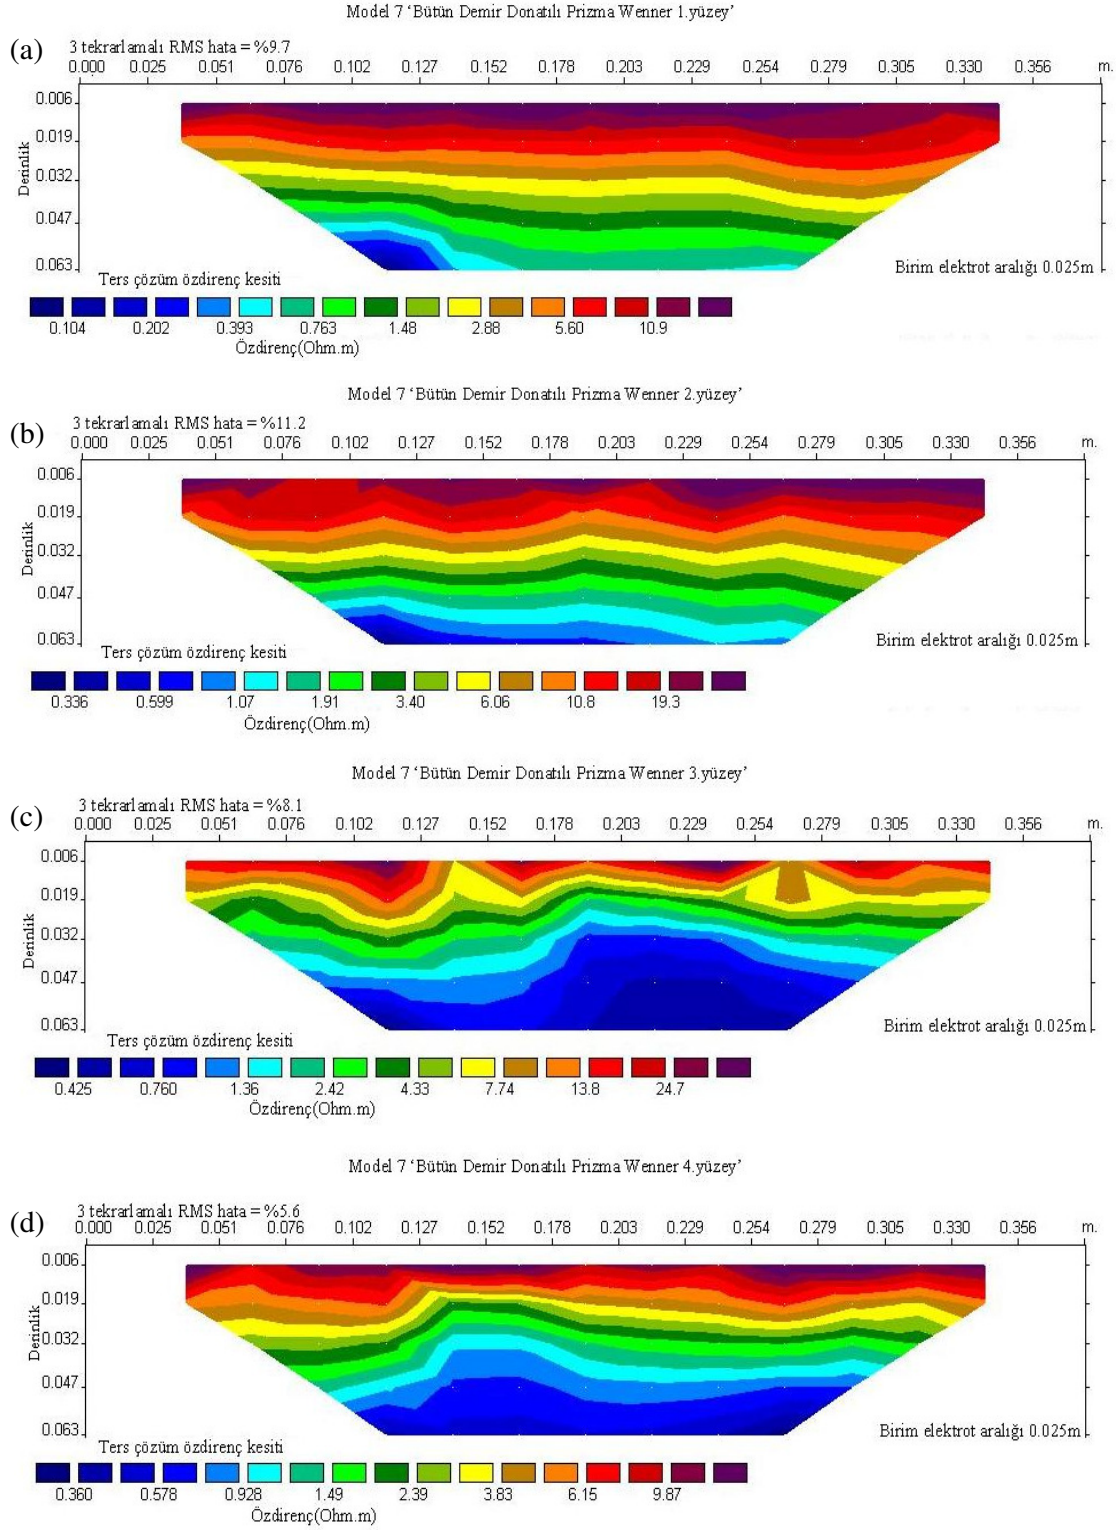 Model 7 ‘Bütün Demir Donatılı Prizma Wenner 1.yüzey’
(a)
3 tekrarlamalı RMS hata = %9.7
0.000 0.025 0.051 0.076 0.102 0.127 0.152 0.178 0.203 0.229 0.254 0.279 0.305 0.330 0.356 m.
Derinlik
0.006
0.019
0.032
0.047
0.063
Ters çözüm özdirenç kesiti
Birim elektrot aralığı 0.025m
0.104 0.202 0.393 0.763 1.48 2.88 5.60 10.9
Özdirenç(Ohm.m)
Model 7 ‘Bütün Demir Donatılı Prizma Wenner 2.yüzey’
(b)
3 tekrarlamalı RMS hata = %11.2
0.000 0.025 0.051 0.076 0.102 0.127 0.152 0.178 0.203 0.229 0.254 0.279 0.305 0.330 0.356 m.
Derinlik
0.006
0.019
0.032
0.047
0.063
Ters çözüm özdirenç kesiti
Birim elektrot aralığı 0.025m
0.336 0.599 1.07 1.91 3.40 6.06 10.8 19.3
Özdirenç(Ohm.m)
Model 7 ‘Bütün Demir Donatılı Prizma Wenner 3.yüzey’
(c)
3 tekrarlamalı RMS hata = %8.1
0.000 0.025 0.051 0.076 0.102 0.127 0.152 0.178 0.203 0.229 0.254 0.279 0.305 0.330 0.356 m.
Derinlik
0.006
0.019
0.032
0.047
0.063
Ters çözüm özdirenç kesiti
Birim elektrot aralığı 0.025m
0.425 0.760 1.36 2.42 4.33 7.74 13.8 24.7
Özdirenç(Ohm.m)
Model 7 ‘Bütün Demir Donatılı Prizma Wenner 4.yüzey’
(d)
3 tekrarlamalı RMS hata = %5.6
0.000 0.025 0.051 0.076 0.102 0.127 0.152 0.178 0.203 0.229 0.254 0.279 0.305 0.330 0.356 m.
Derinlik
0.006
0.019
0.032
0.047
0.063
Ters çözüm özdirenç kesiti
Birim elektrot aralığı 0.025m
0.360 0.578 0.928 1.49 2.39 3.83 6.15 9.87
Özdirenç(Ohm.m)